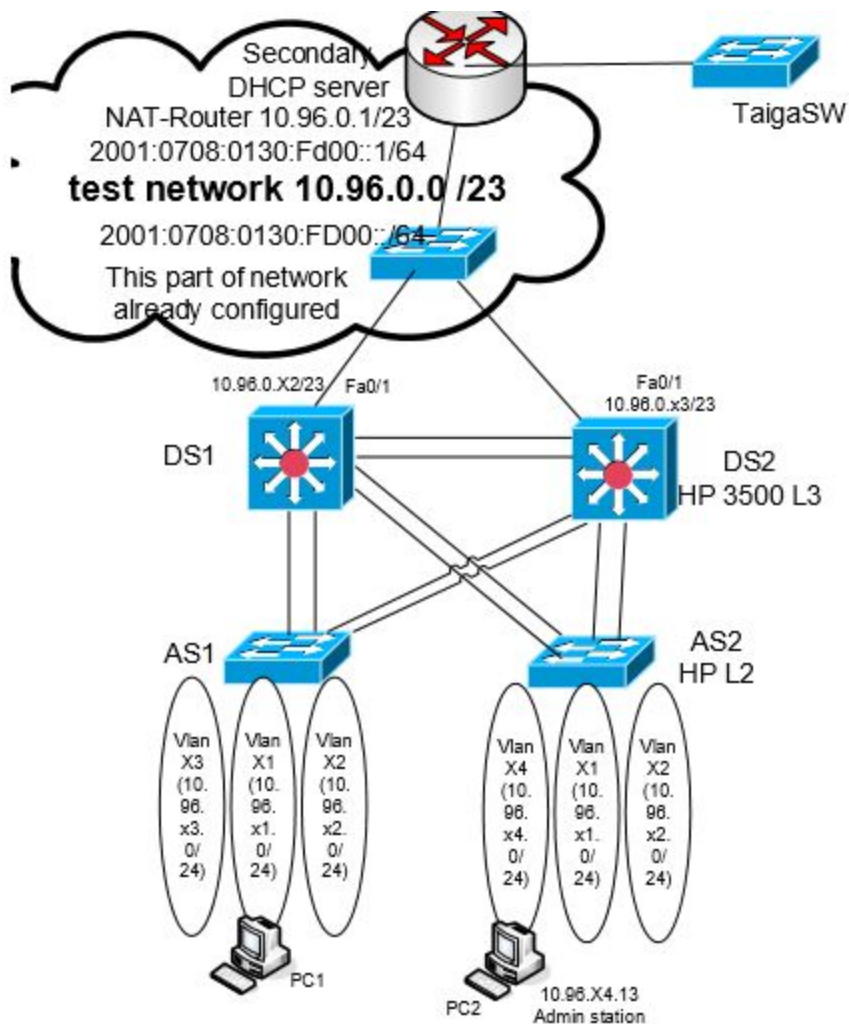 Secondary
DHCP server
NAT-Router 10.96.0.1/23
2001:0708:0130:Fd00::1/64
test network 10.96.0.0 /23
2001:0708:0130:FD00::/64
This part of network
already configured
TaigaSW
10.96.0.X2/23
Fa0/1
Fa0/1
10.96.0.x3/23
DS1
DS2
HP 3500 L3
AS1
AS2
HP L2
Vlan
X3
(10.
96.
x3.
0/
24)
Vlan
X1
(10.
96.
x1.
0/
24)
Vlan
X2
(10.
96.
x2.
0/
24)
Vlan
X4
(10.
96.
x4.
0/
24)
Vlan
X1
(10.
96.
x1.
0/
24)
Vlan
X2
(10.
96.
x2.
0/
24)
PC1
PC2
10.96.X4.13
Admin station